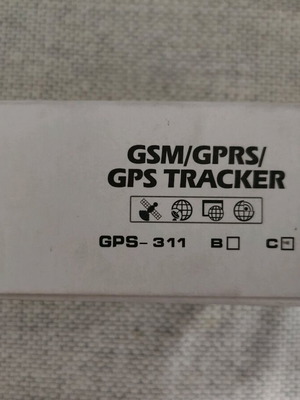 GSM/GPRS/
GPS TRACKER
GPS-311 B☐ C☐